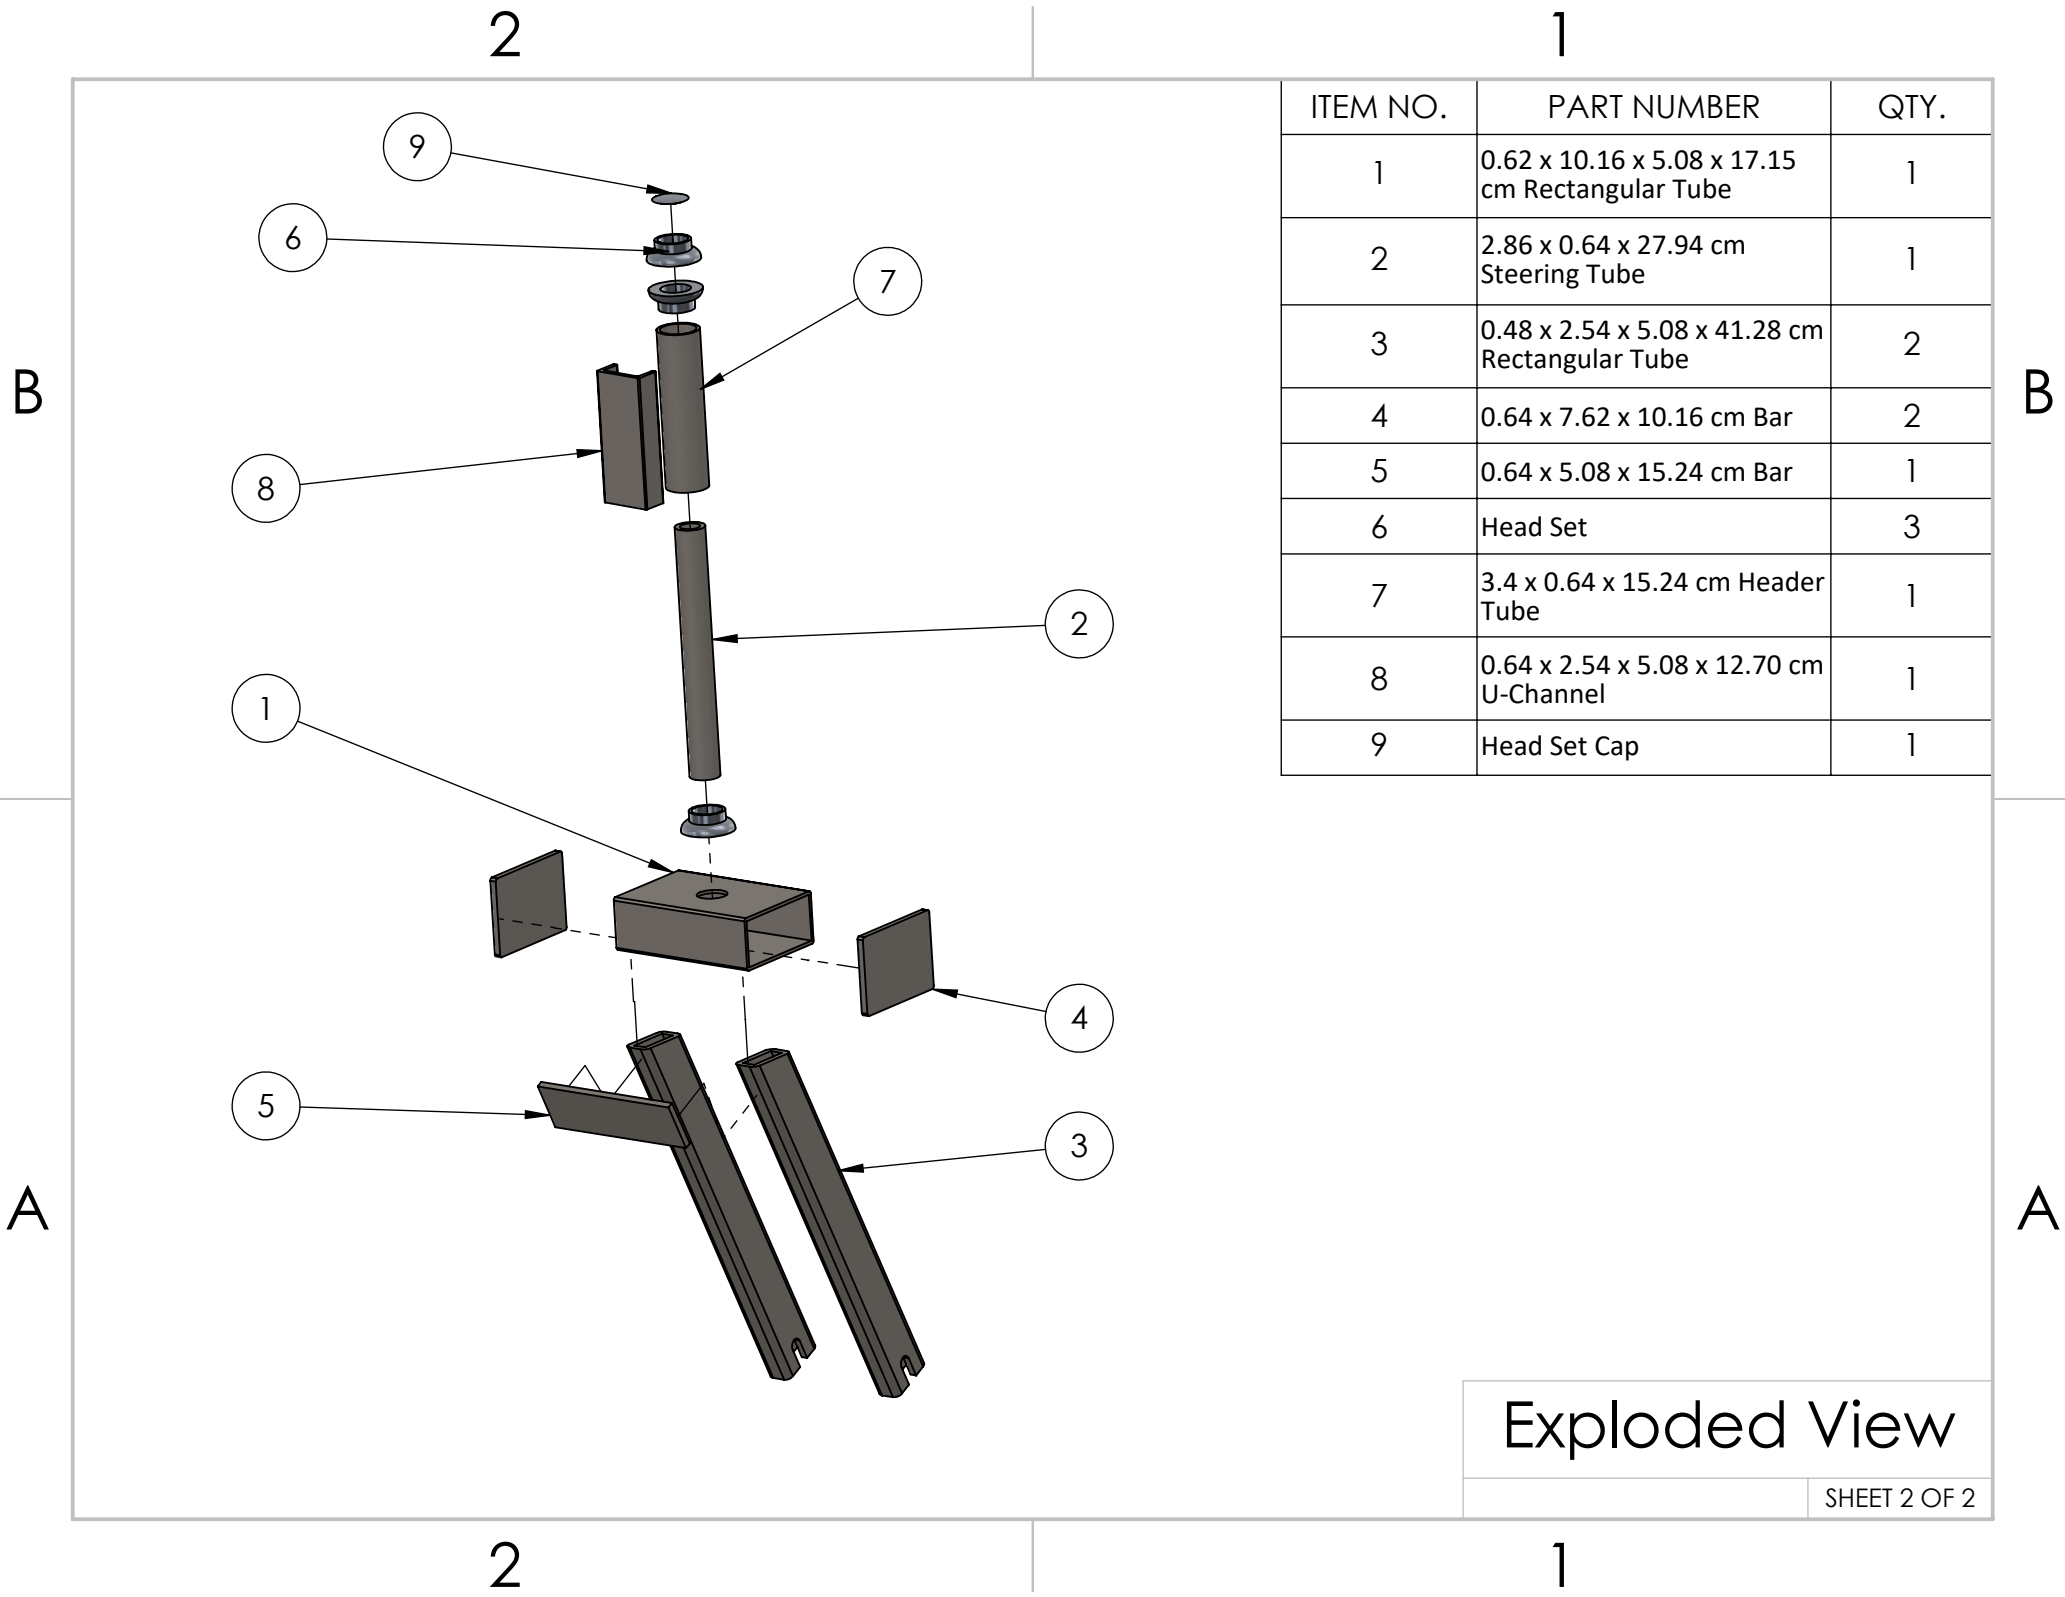 2
1
ITEM NO. PART NUMBER QTY.
1 0.62 x 10.16 x 5.08 x 17.15 1
cm Rectangular Tube
2 2.86 x 0.64 x 27.94 cm 1
Steering Tube
3 0.48 x 2.54 x 5.08 x 41.28 cm 2
Rectangular Tube
4 0.64 x 7.62 x 10.16 cm Bar 2
5 0.64 x 5.08 x 15.24 cm Bar 1
6 Head Set 3
7 3.4 x 0.64 x 15.24 cm Header 1
Tube
8 0.64 x 2.54 x 5.08 x 12.70 cm 1
U-Channel
9 Head Set Cap 1
9
6
7
B
B
8
2
1
4
5
3
A
A
Exploded View
SHEET 2 OF 2
2
1